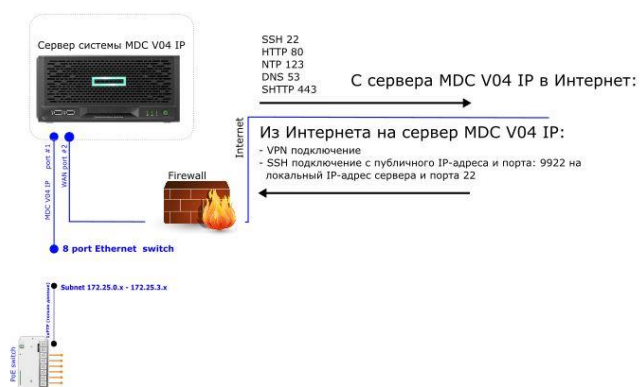 Сервер системы MDC V04 IP
SSH 22
HTTP 80
NTP 123
DNS 53
SHTTP 443
С сервера MDC V04 IP в Интернет:
Internet
Из Интернета на сервер MDC V04 IP:
- VPN подключение
- SSH подключение с публичного IP-адреса и порта: 9922 на
локальный IP-адрес сервера и порта 22
MDC V04 IP port #1
WAN port #2
Firewall
8 port Ethernet switch
Subnet 172.25.0.x - 172.25.3.x
PoE switch